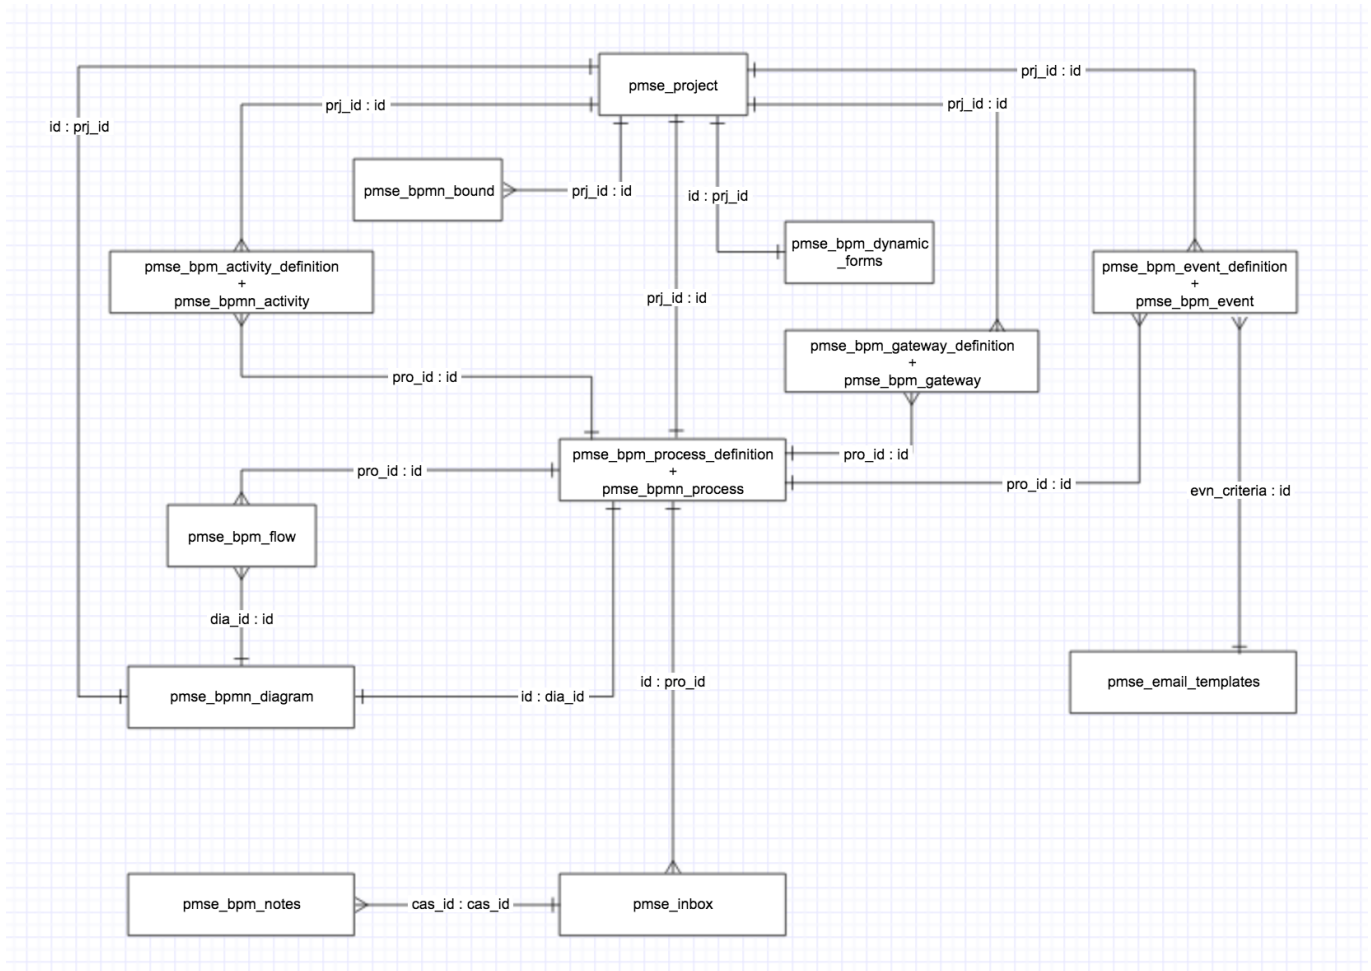 pmse_project
prj_id : id
prj_id : id
prj_id : id
id : prj_id
pmse_bpmn_bound
prj_id : id
id : prj_id
pmse_bpm_dynamic
_forms
pmse_bpm_activity_definition
+
pmse_bpmn_activity
pmse_bpm_event_definition
+
pmse_bpm_event
prj_id : id
pmse_bpm_gateway_definition
+
pmse_bpm_gateway
pro_id : id
pmse_bpm_process_definition
+
pmse_bpmn_process
pro_id : id
pro_id : id
pro_id : id
evn_criteria : id
pmse_bpm_flow
dia_id : id
pmse_bpmn_diagram
id : dia_id
id : pro_id
pmse_email_templates
pmse_bpm_notes
cas_id : cas_id
pmse_inbox